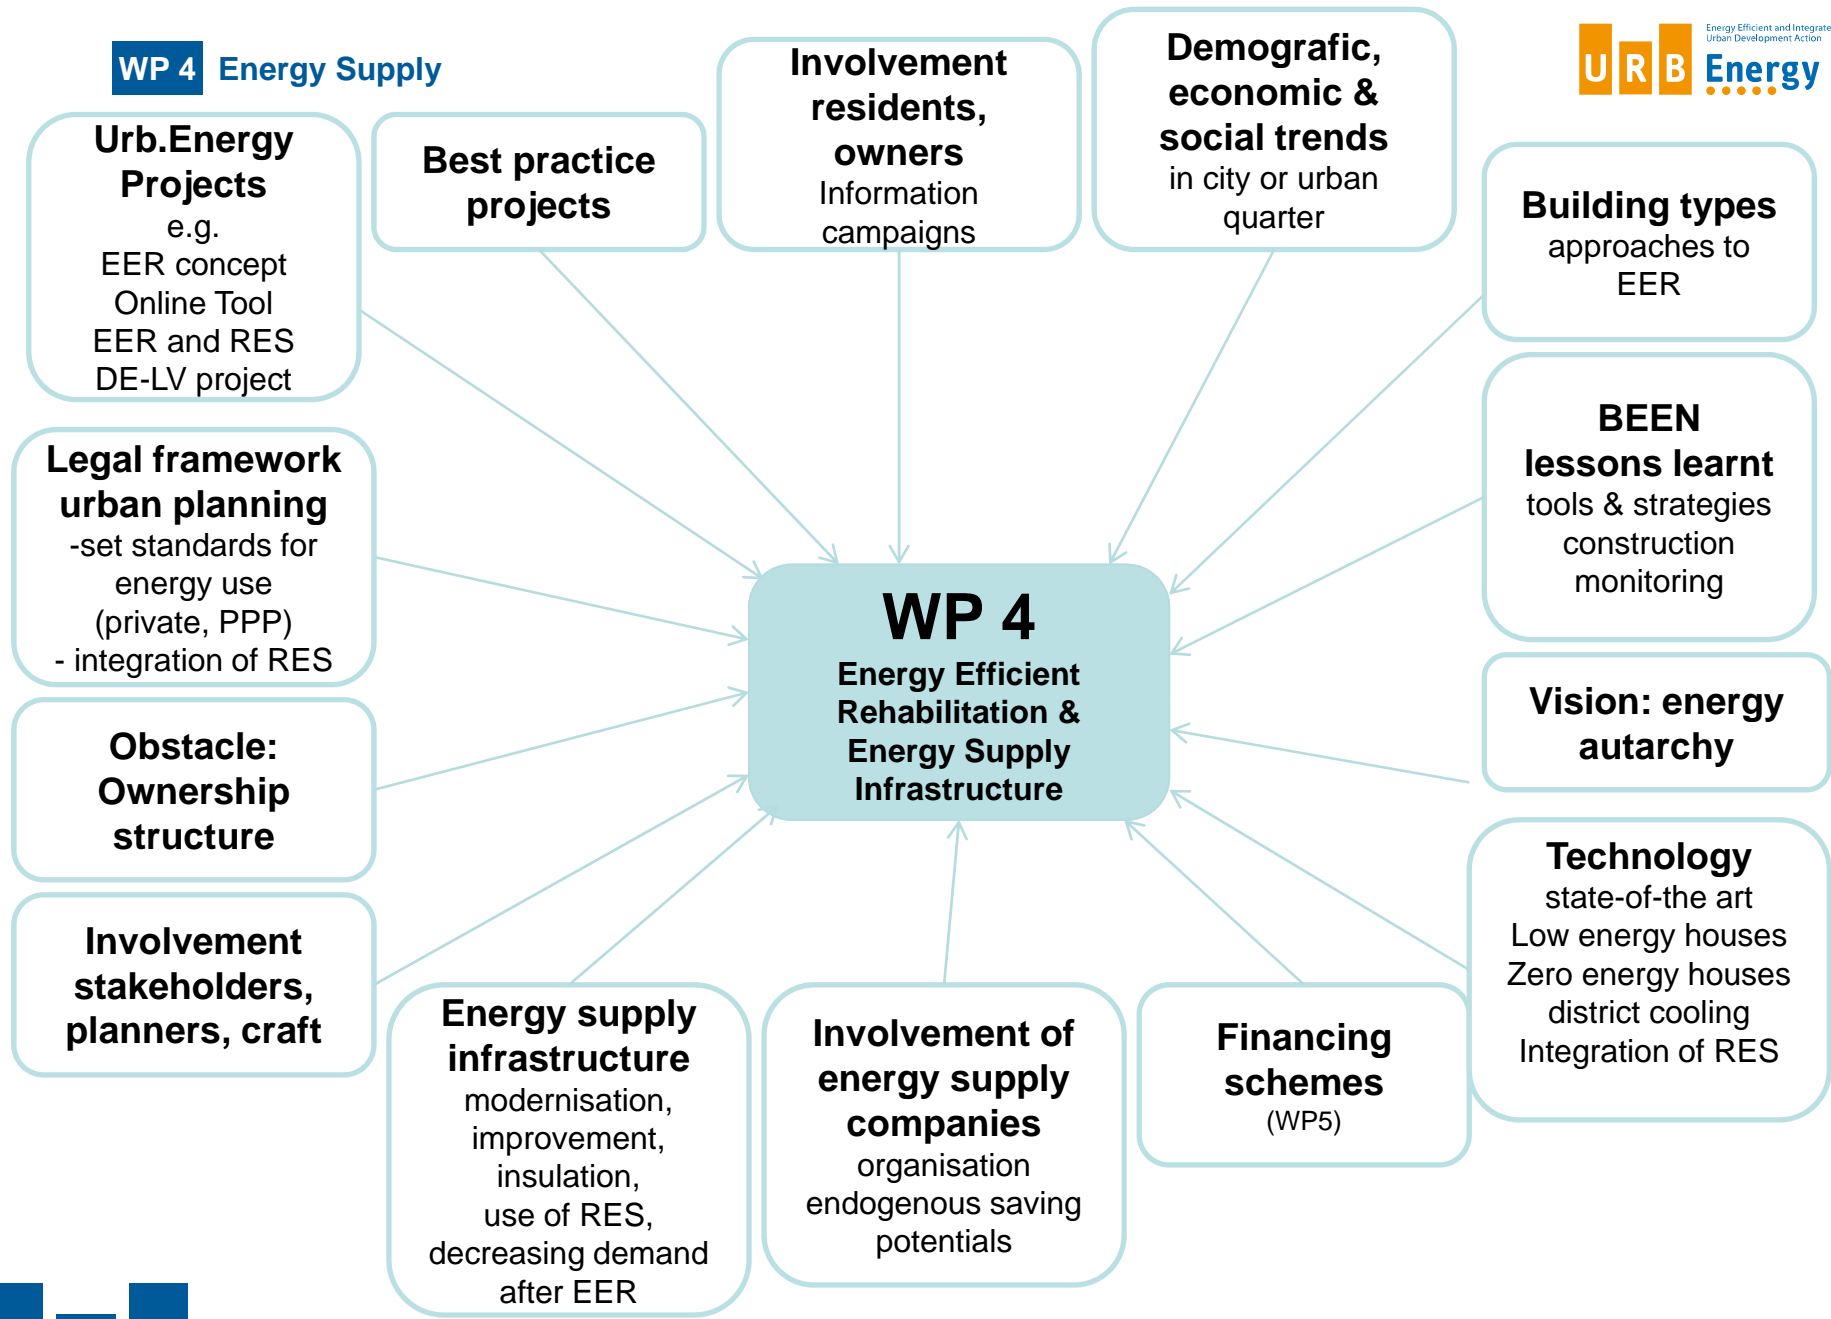 WP 4 Energy Supply
Energy Efficient and Integrate
Urban Development Action
URB
Energy
Urb.Energy
Projects
e.g.
EER concept
Online Tool
EER and RES
DE-LV project
Best practice
projects
Involvement
residents,
owners
Information
campaigns
Demografic,
economic &
social trends
in city or urban
quarter
Building types
approaches to
EER
Legal framework
urban planning
-set standards for
energy use
(private, PPP)
- integration of RES
BEEN
lessons learnt
tools & strategies
construction
monitoring
WP 4
Energy Efficient
Rehabilitation &
Energy Supply
Infrastructure
Obstacle:
Ownership
structure
Vision: energy
autarchy
Involvement
stakeholders,
planners, craft
Energy supply
infrastructure
modernisation,
improvement,
insulation,
use of RES,
decreasing demand
after EER
Involvement of
energy supply
companies
organisation
endogenous saving
potentials
Financing
schemes
(WP5)
Technology
state-of-the art
Low energy houses
Zero energy houses
district cooling
Integration of RES